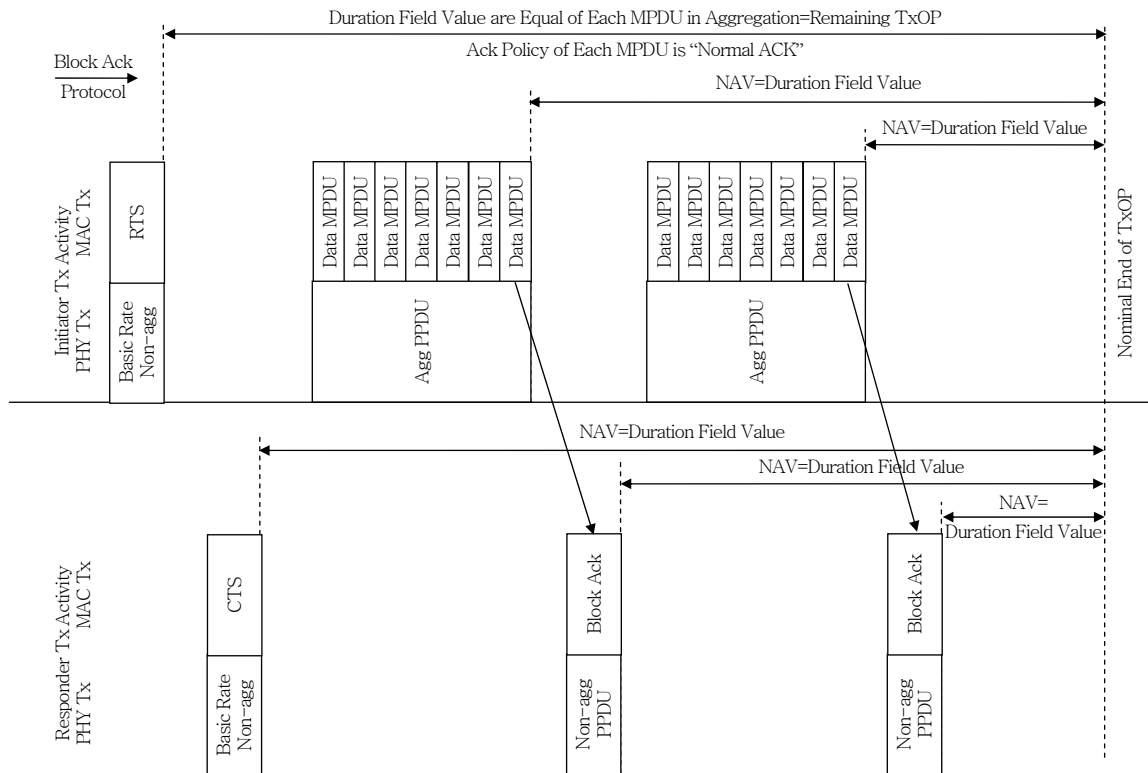 Duration Field Value are Equal of Each MPDU in Aggregation=Remaining TxOP
Ack Policy of Each MPDU is “Normal ACK”
Block Ack
Protocol
NAV=Duration Field Value
NAV=Duration Field Value
Initiator Tx Activity
MAC Tx
PHY Tx
RTS
Basic Rate
Non-agg
Data MPDU
Data MPDU
Data MPDU
Data MPDU
Data MPDU
Data MPDU
Data MPDU
Agg PPDU
Data MPDU
Data MPDU
Data MPDU
Data MPDU
Data MPDU
Data MPDU
Data MPDU
Agg PPDU
Nominal End of TxOP
NAV=Duration Field Value
NAV=Duration Field Value
NAV=
Duration Field Value
Responder Tx Activity
MAC Tx
PHY Tx
CTS
Basic Rate
Non-agg
Block Ack
Non-agg
PPDU
Block Ack
Non-agg
PPDU